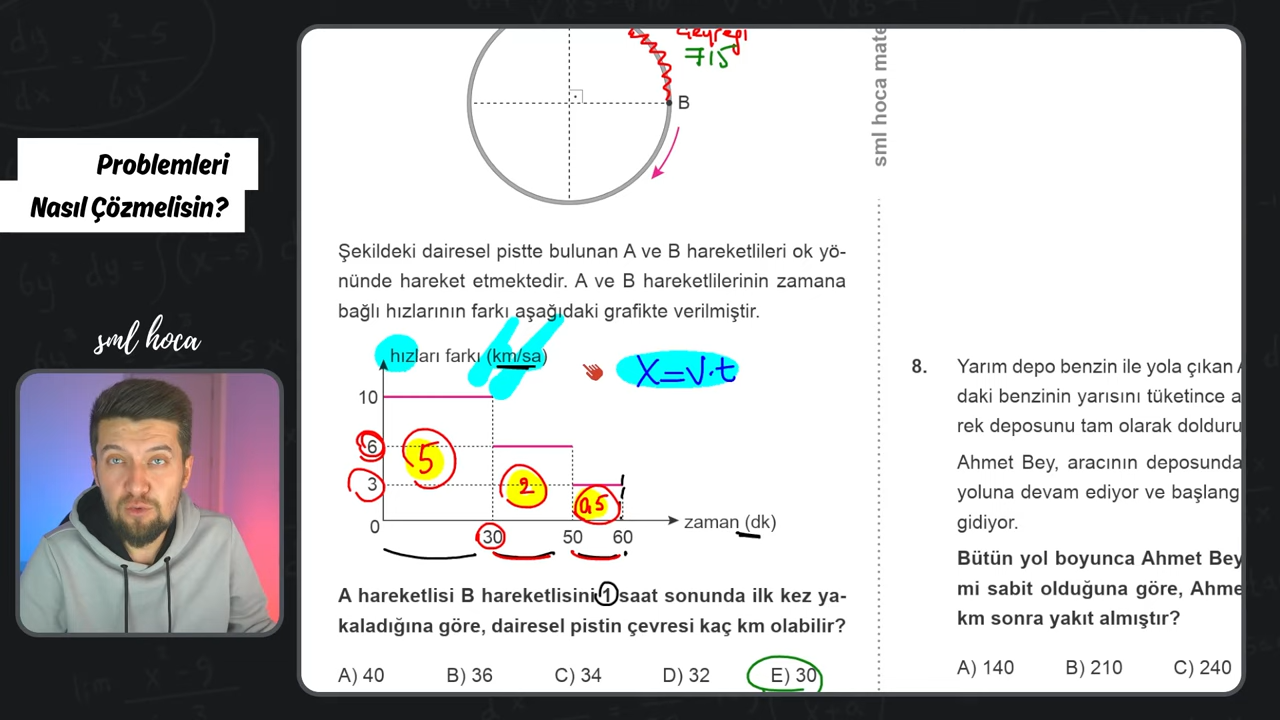 Problemleri
Nasıl Çözmelisin?
sml hoca
çeyreği
7,5
B
Şekildeki dairesel pistte bulunan A ve B hareketlileri ok yö-
nünde hareket etmektedir. A ve B hareketlilerinin zamana
bağlı hızlarının farkı aşağıdaki grafikte verilmiştir.
hızları farkı (km/sa)
X=V.t
10
6
3
0
5
2
0,5
30
50
60
zaman (dk)
A hareketlisi B hareketlisini 1 saat sonunda ilk kez ya-
kaladığına göre, dairesel pistin çevresi kaç km olabilir?
A) 40 B) 36 C) 34 D) 32 E) 30
sml hoca mate
8. Yarım depo benzin ile yola çıkan
daki benzinin yarısını tüketince a
rek deposunu tam olarak dolduru
Ahmet Bey, aracının deposunda
yoluna devam ediyor ve başlang
gidiyor.
Bütün yol boyunca Ahmet Bey
mi sabit olduğuna göre, Ahme
km sonra yakıt almıştır?
A) 140 B) 210 C) 240